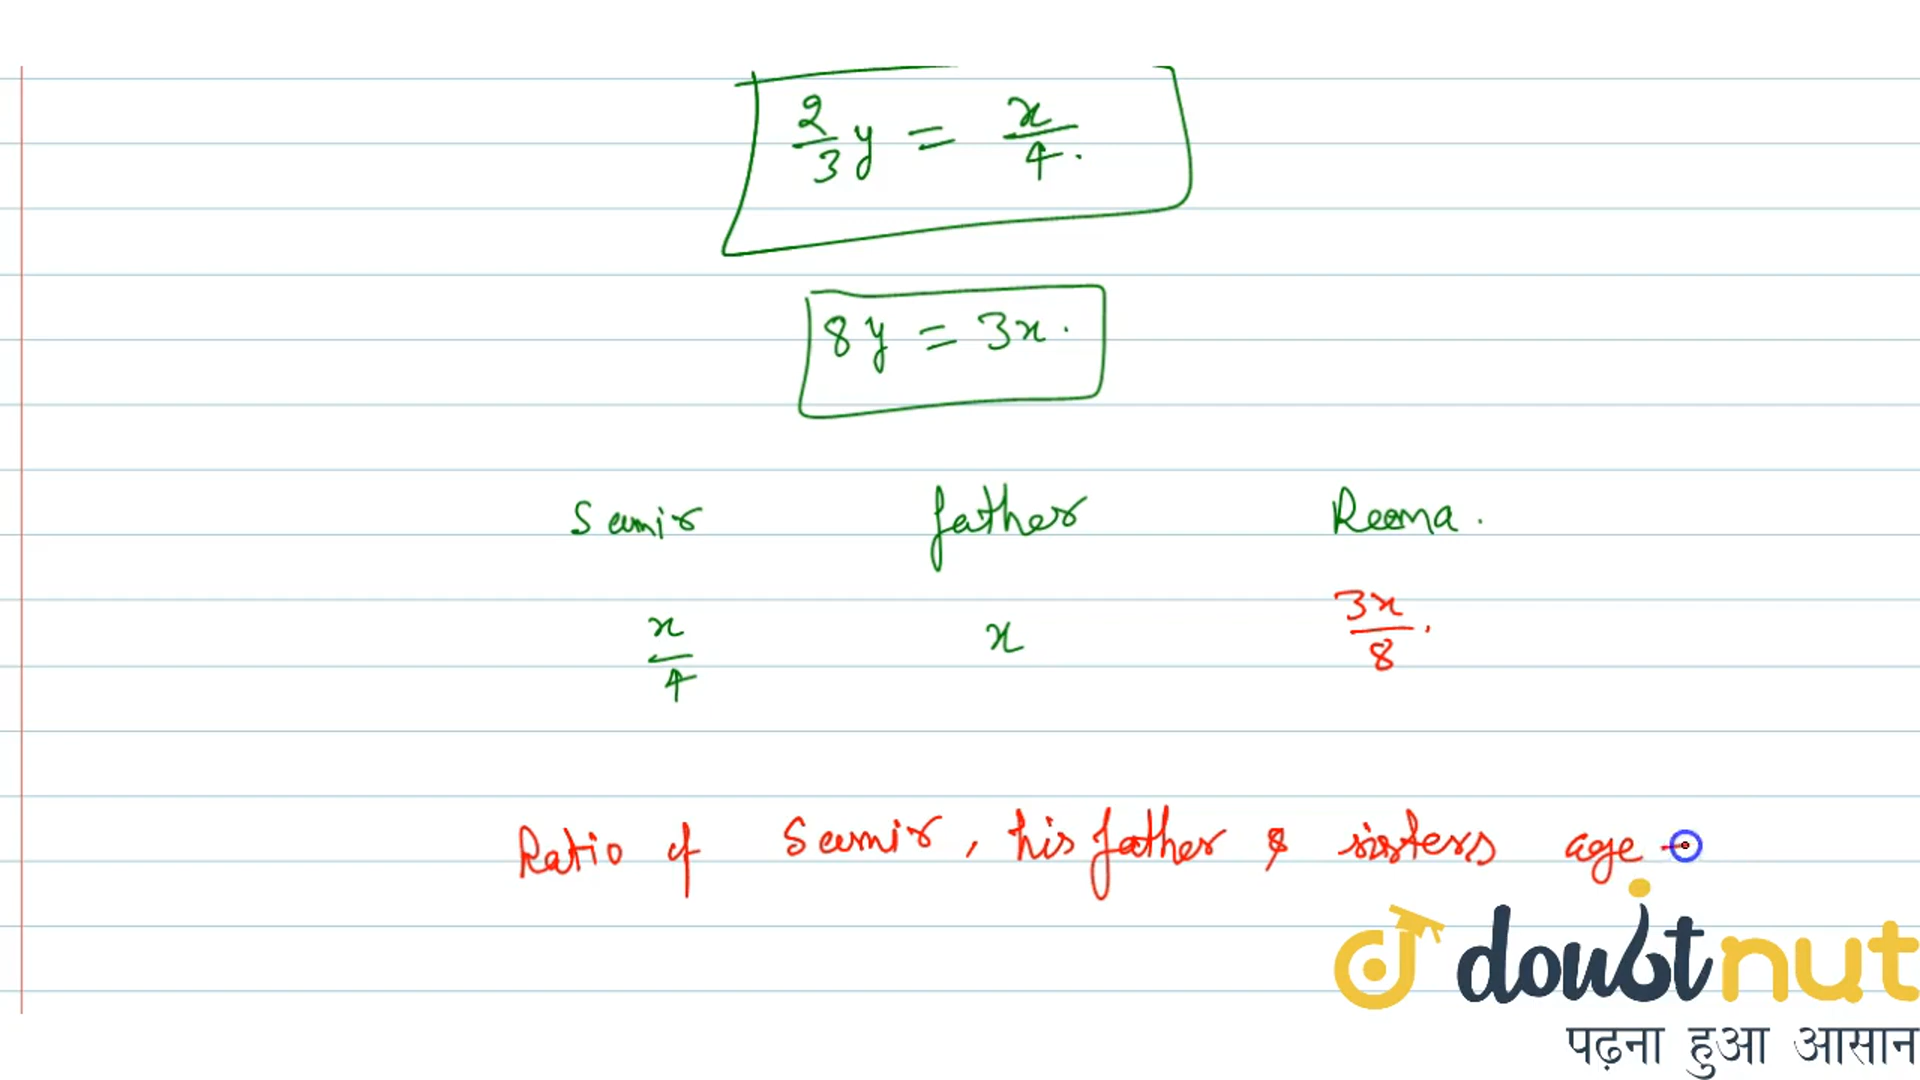 2/3 y = x/4.
8y = 3x.
Samir father Reena.
x/4 x 3x/8.
Ratio of Samir, his father & sisters age -
doubtnut
पढ़ना हुआ आसान